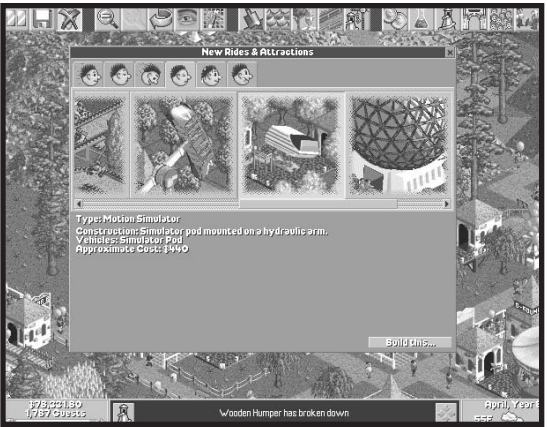 New Rides & Attractions
Type: Motion Simulator
Construction: Simulator pod mounted on a hydraulic arm.
Vehicles: Simulator Pod
Approximate Cost: $440
Build this...
$78,331.80
1,787 Guests
Wooden Humper has broken down
April, Year
55F